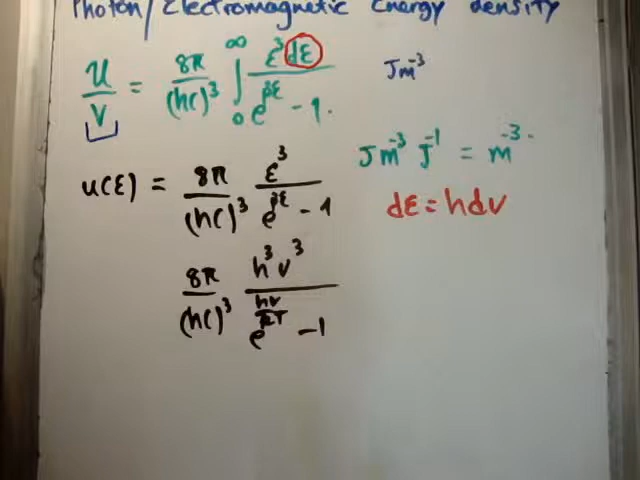 Photon/Electromagnetic Energy density
u/V = 8π/(hc)³ ∫₀^∞ ε³dε/(e^βε - 1.
Jm⁻³
Jm⁻³ J⁻¹ = m⁻³.
u(ε) = 8π/(hc)³ ε³/(e^βε - 1
dε = hdν
8π/(hc)³ h³ν³/(e^(hν/kT) - 1